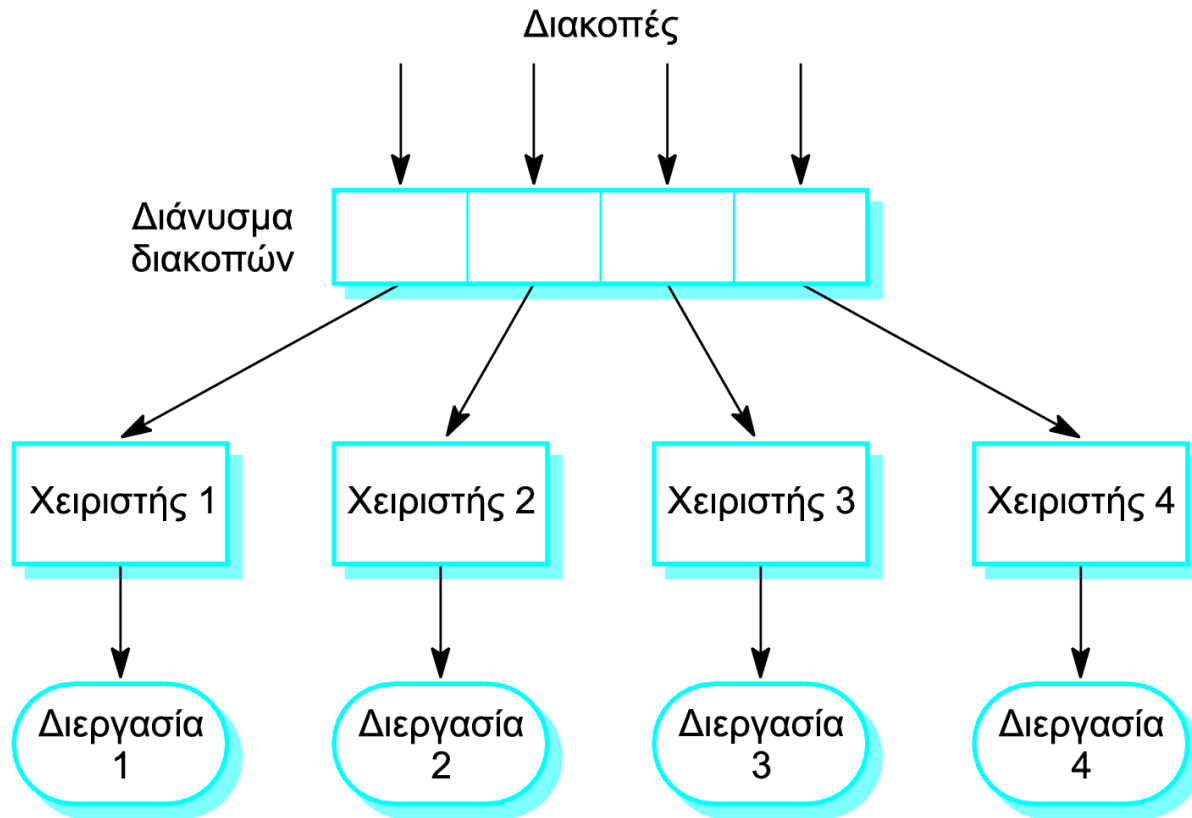 Διακοπές
Διάνυσμα
διακοπών
Χειριστής 1
Χειριστής 2
Χειριστής 3
Χειριστής 4
Διεργασία
1
Διεργασία
2
Διεργασία
3
Διεργασία
4